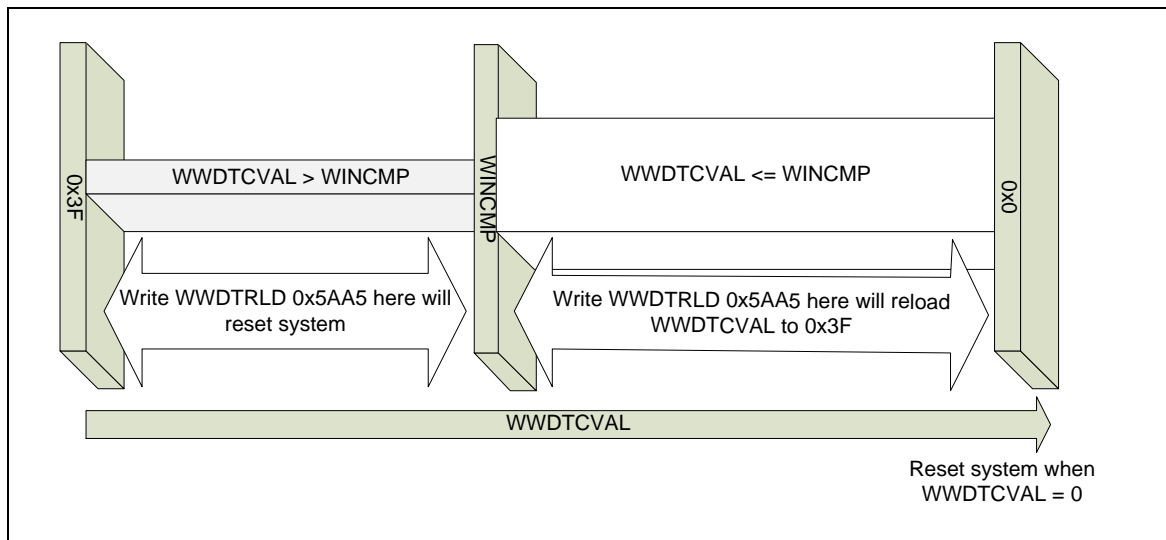 0x3F
WWDTCVAL > WINCMP
WINCMP
WWDTCVAL <= WINCMP
0x0
Write WWDTRLD 0x5AA5 here will
reset system
Write WWDTRLD 0x5AA5 here will reload
WWDTCVAL to 0x3F
WWDTCVAL
Reset system when
WWDTCVAL = 0